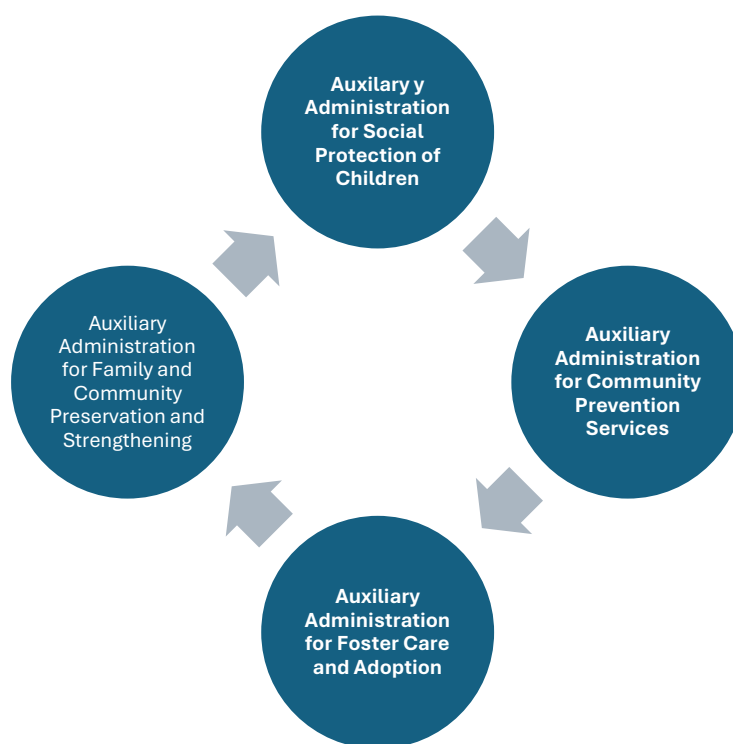 Auxilary y
Administration
for Social
Protection of
Children
Auxiliary
Administration
for Community
Prevention
Services
Auxiliary
Administration
for Foster Care
and Adoption
Auxiliary
Administration
for Family and
Community
Preservation and
Strengthening